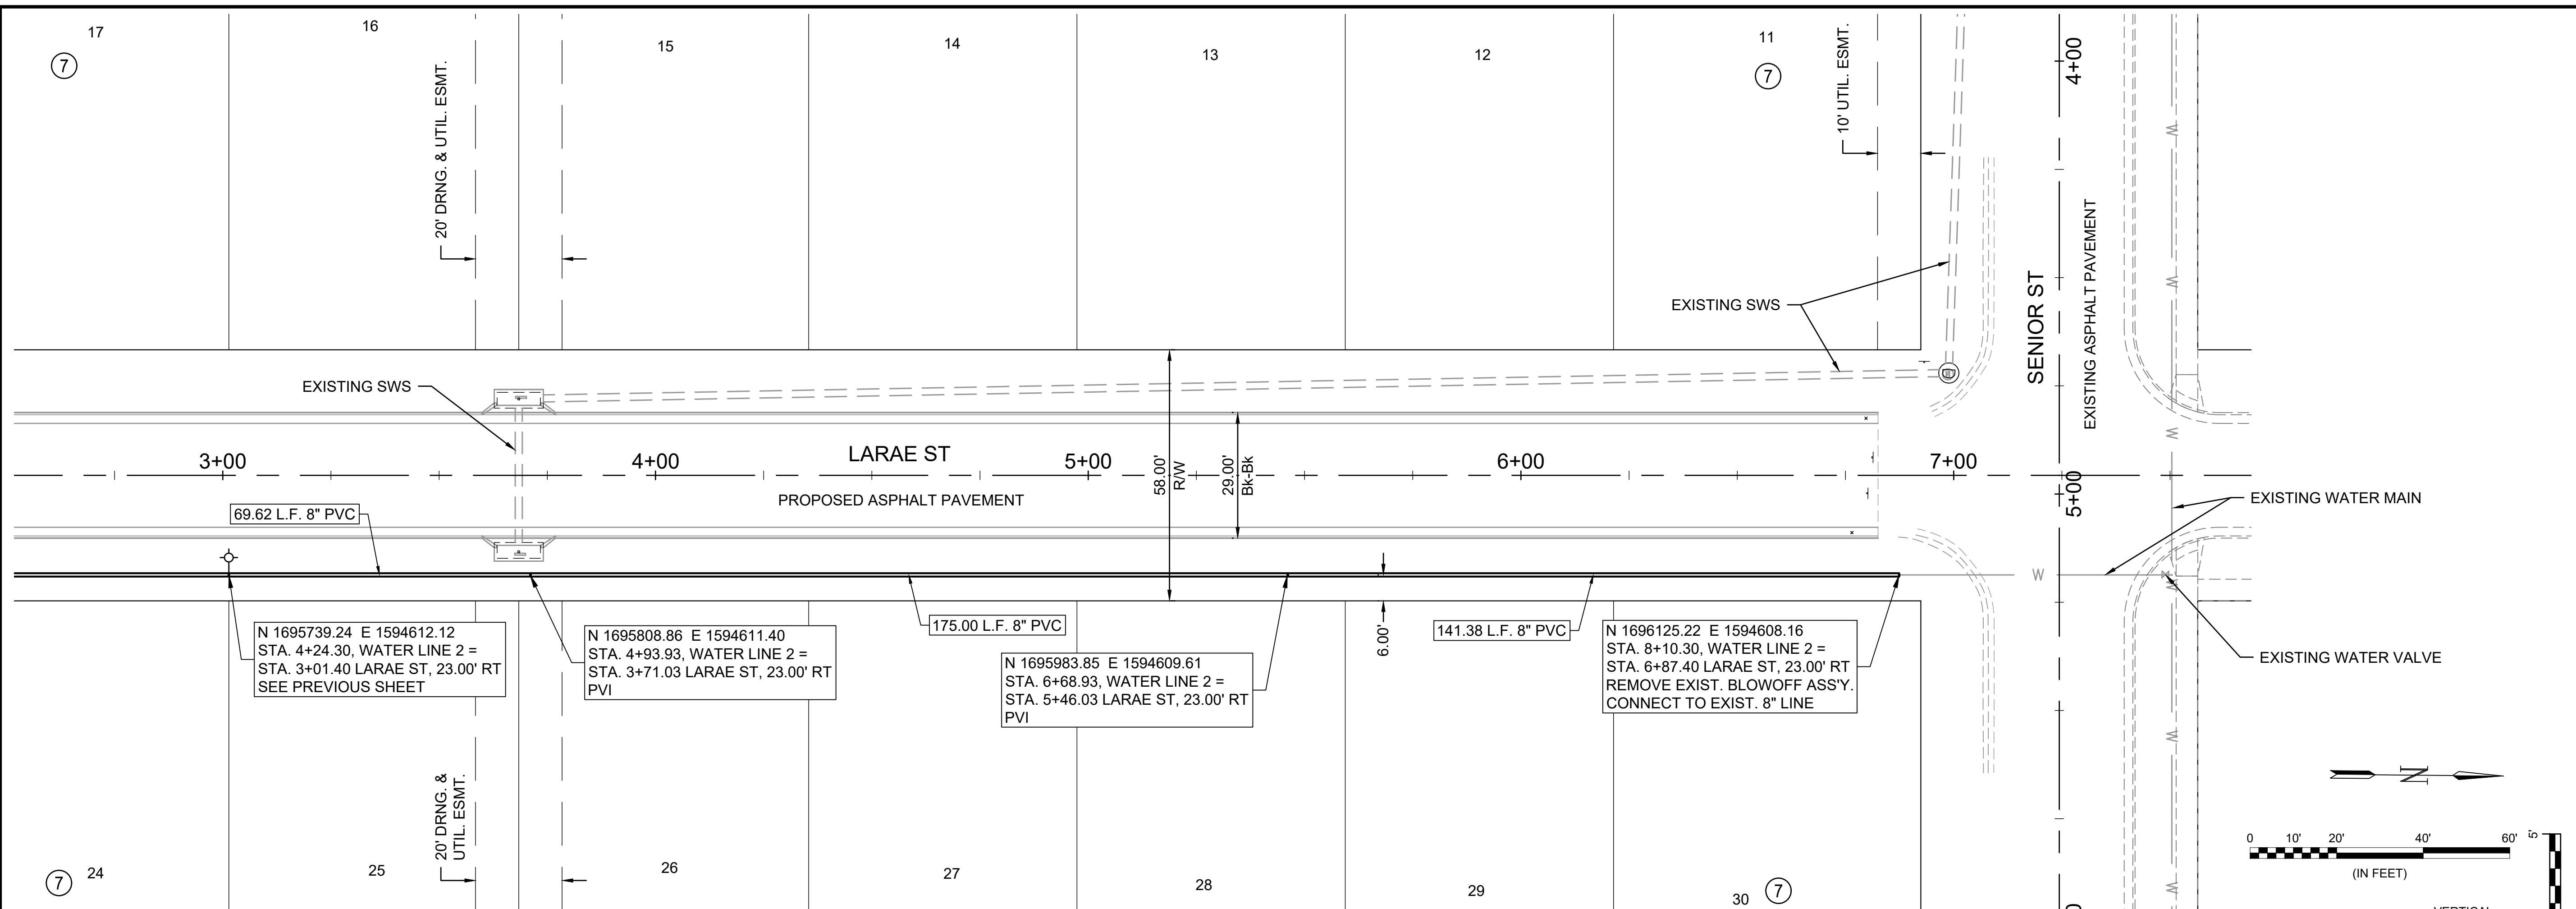 17
16
15
14
13
12
11
7
7
20' DRNG. & UTIL. ESMT.
10' UTIL. ESMT.
4+00
EXISTING ASPHALT PAVEMENT
SENIOR ST
W
W
W
EXISTING SWS
EXISTING SWS
LARAE ST
3+00
4+00
5+00
6+00
7+00
5+00
58.00'
R/W
29.00'
Bk-Bk
PROPOSED ASPHALT PAVEMENT
69.62 L.F. 8" PVC
EXISTING WATER MAIN
W
EXISTING WATER VALVE
N 1695739.24 E 1594612.12
STA. 4+24.30, WATER LINE 2 =
STA. 3+01.40 LARAE ST, 23.00' RT
SEE PREVIOUS SHEET
N 1695808.86 E 1594611.40
STA. 4+93.93, WATER LINE 2 =
STA. 3+71.03 LARAE ST, 23.00' RT
PVI
175.00 L.F. 8" PVC
N 1695983.85 E 1594609.61
STA. 6+68.93, WATER LINE 2 =
STA. 5+46.03 LARAE ST, 23.00' RT
PVI
6.00'
141.38 L.F. 8" PVC
N 1696125.22 E 1594608.16
STA. 8+10.30, WATER LINE 2 =
STA. 6+87.40 LARAE ST, 23.00' RT
REMOVE EXIST. BLOWOFF ASS'Y.
CONNECT TO EXIST. 8" LINE
W
W
N
20' DRNG. &
UTIL. ESMT.
7
24
25
26
27
28
29
30
7
0 10' 20' 40' 60'
(IN FEET)
5'